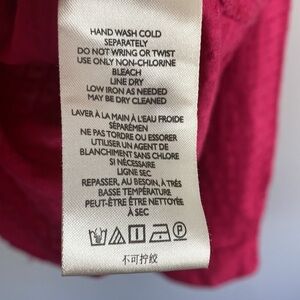 HAND WASH COLD
SEPARATELY
DO NOT WRING OR TWIST
USE ONLY NON-CHLORINE
BLEACH
LINE DRY
LOW IRON AS NEEDED
MAY BE DRY CLEANED
LAVER À LA MAIN À L'EAU FROIDE
SÉPARÉMEN
NE PAS TORDRE OU ESSORER
UTILISER UN AGENT DE
BLANCHIMENT SANS CHLORE
SI NÉCESSAIRE
LIGNE SEC
REPASSER, AU BESOIN, À TRÈS
BASSE TEMPÉRATURE
PEUT-ÊTRE ÊTRE NETTOYÉE
À SEC
P
不可拧绞